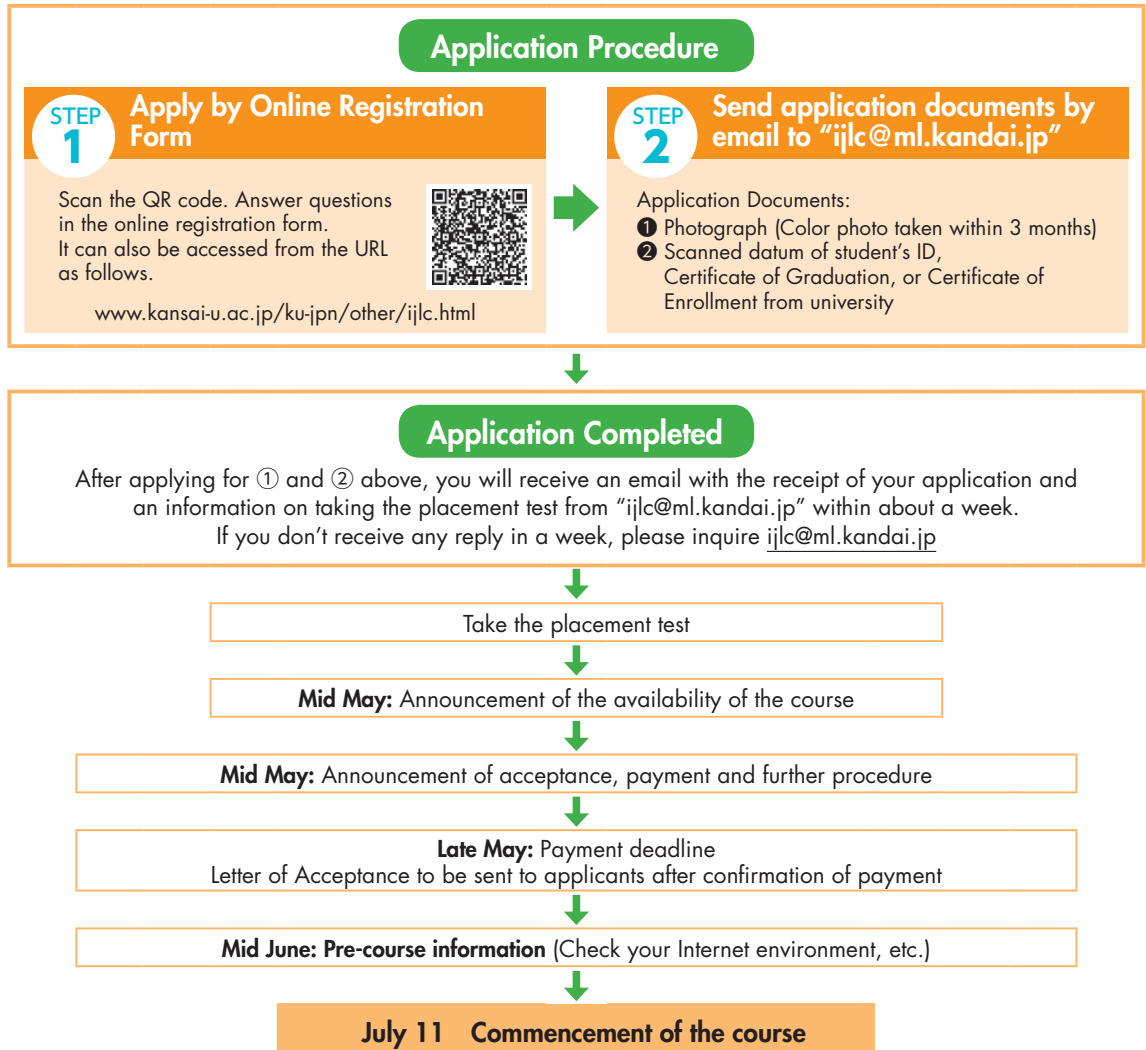 Application Procedure
STEP
1
Apply by Online Registration
Form
Scan the QR code. Answer questions
in the online registration form.
It can also be accessed from the URL
as follows.
www.kansai-u.ac.jp/ku-jpn/other/ijlc.html
STEP
2
Send application documents by
email to “ijlc@ml.kandai.jp”
Application Documents:
❶ Photograph (Color photo taken within 3 months)
❷ Scanned datum of student’s ID,
Certificate of Graduation, or Certificate of
Enrollment from university
Application Completed
After applying for ① and ② above, you will receive an email with the receipt of your application and
an information on taking the placement test from “ijlc@ml.kandai.jp” within about a week.
If you don’t receive any reply in a week, please inquire ijlc@ml.kandai.jp
Take the placement test
Mid May: Announcement of the availability of the course
Mid May: Announcement of acceptance, payment and further procedure
Late May: Payment deadline
Letter of Acceptance to be sent to applicants after confirmation of payment
Mid June: Pre-course information (Check your Internet environment, etc.)
July 11 Commencement of the course